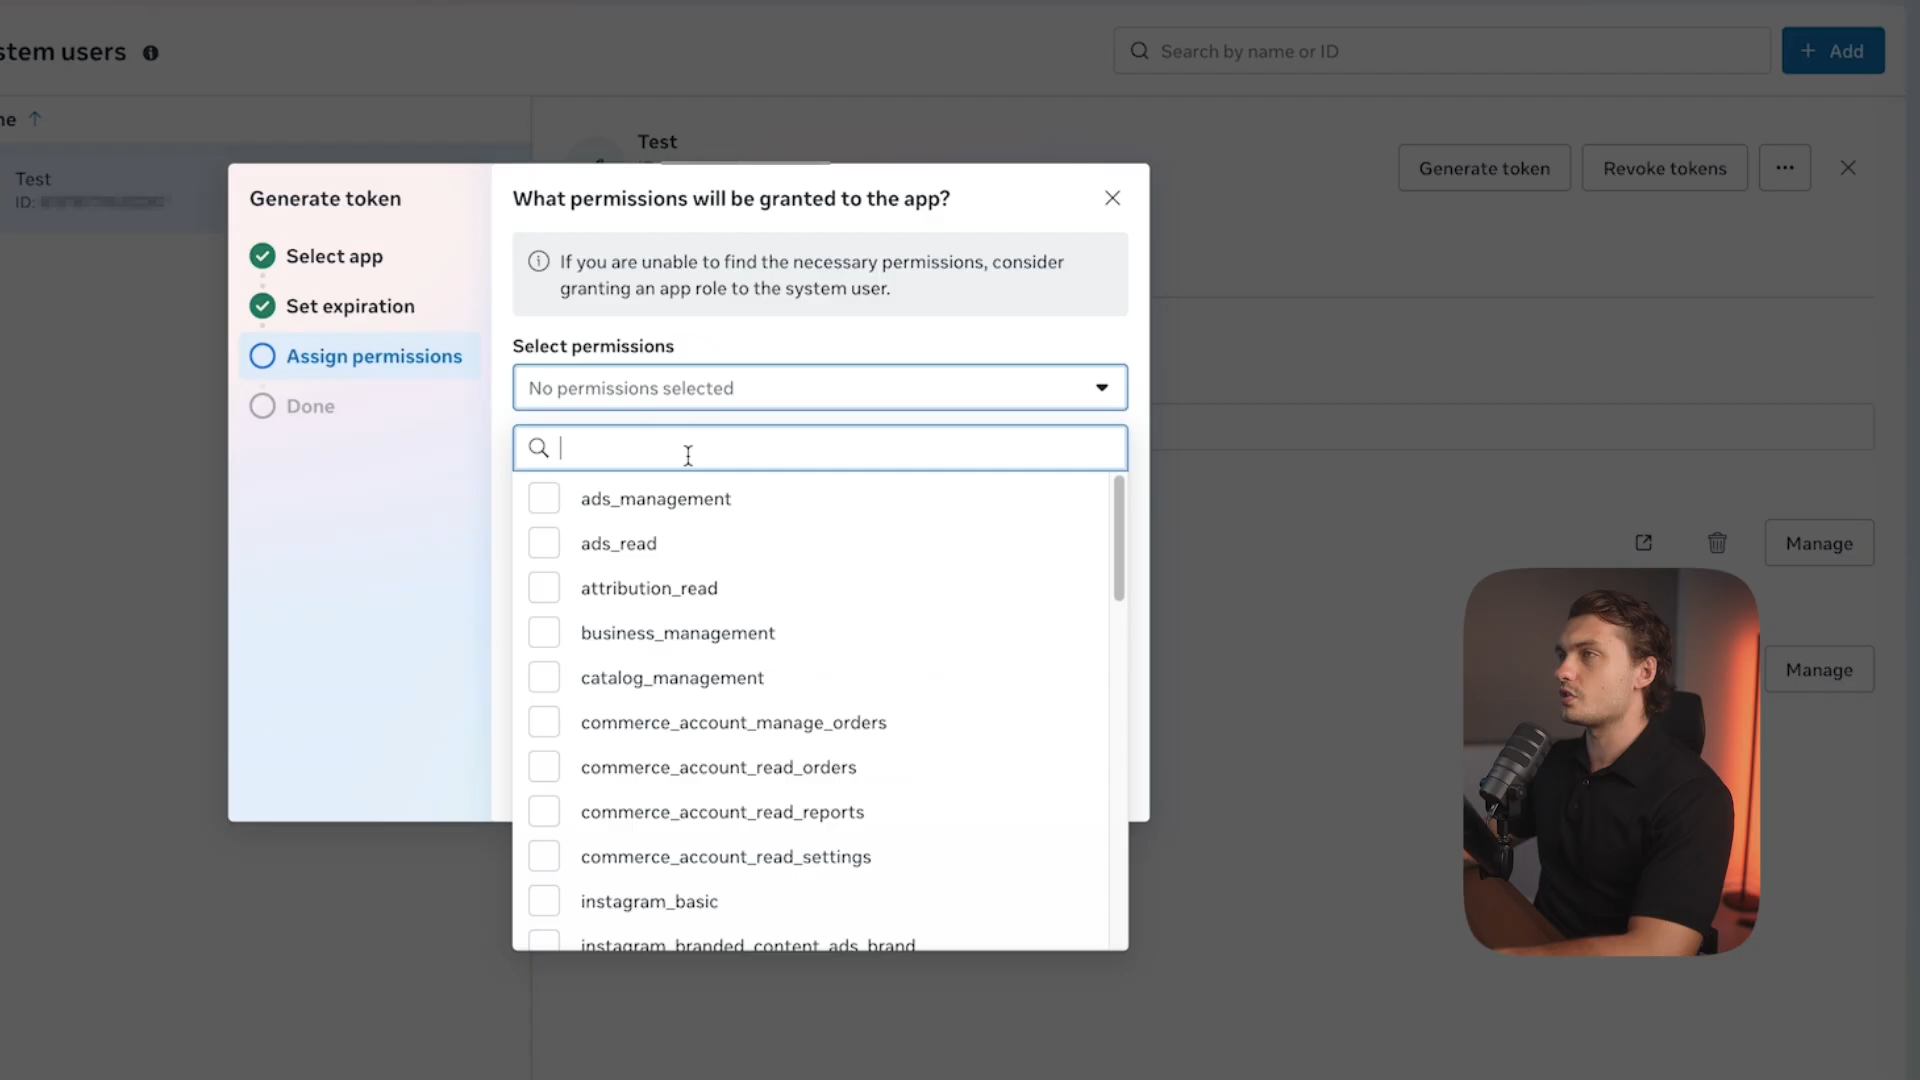 stem users
Search by name or ID
+ Add
ne ↑
Test
ID:
Test
Generate token
Revoke tokens
Generate token
Select app
Set expiration
Assign permissions
Done
What permissions will be granted to the app?
If you are unable to find the necessary permissions, consider
granting an app role to the system user.
Select permissions
No permissions selected
ads_management
ads_read
attribution_read
business_management
catalog_management
commerce_account_manage_orders
commerce_account_read_orders
commerce_account_read_reports
commerce_account_read_settings
instagram_basic
instagram_branded_content_ads_brand
Manage
Manage